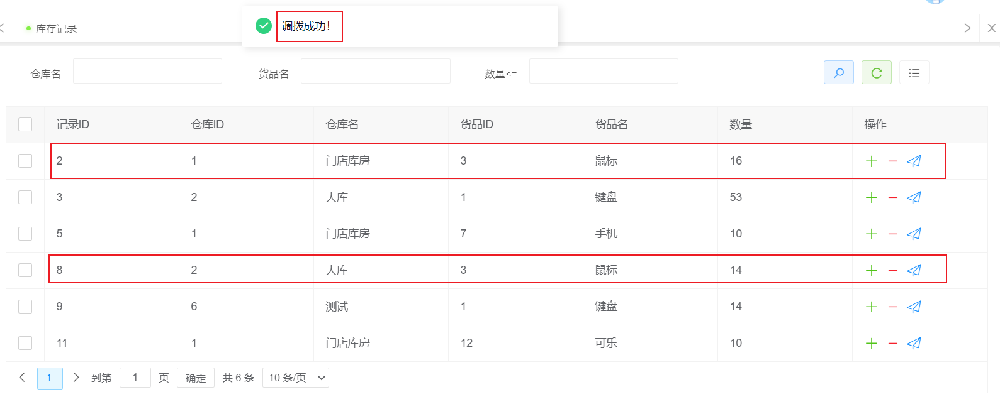 调拨成功！
库存记录
仓库名 货品名 数量<=
记录ID 仓库ID 仓库名 货品ID 货品名 数量 操作
2 1 门店库房 3 鼠标 16
3 2 大库 1 键盘 53
5 1 门店库房 7 手机 10
8 2 大库 3 鼠标 14
9 6 测试 1 键盘 14
11 1 门店库房 12 可乐 10
1 到第 1 页 确定 共 6 条 10 条/页